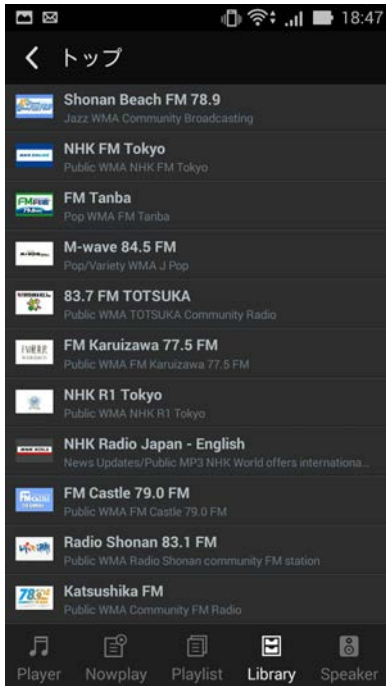 18:47
トップ
Shonan Beach FM 78.9
Jazz WMA Community Broadcasting
NHK FM Tokyo
Public WMA NHK FM Tokyo
FM Tanba
Pop WMA FM Tanba
M-wave 84.5 FM
Pop/Variety WMA J Pop
83.7 FM TOTSUKA
Public WMA TOTSUKA Community Radio
FM Karuizawa 77.5 FM
Public WMA FM Karuizawa 77.5 FM
NHK R1 Tokyo
Public WMA NHK R1 Tokyo
NHK Radio Japan - English
News Updates/Public MP3 NHK World offers internationa...
FM Castle 79.0 FM
Public WMA FM Castle 79.0 FM
Radio Shonan 83.1 FM
Public WMA Radio Shonan community FM station
Katsushika FM
Public WMA Community FM Radio
Player Nowplay Playlist Library Speaker